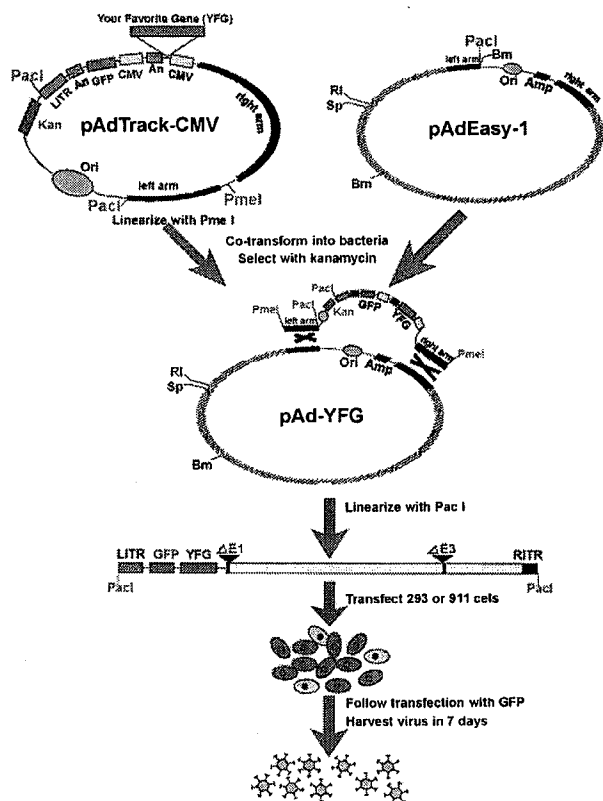 Your Favorite Gene (YFG)
PacI
LITR
An
GFP
CMV
An
CMV
Kan
right arm
pAdTrack-CMV
Ori
PacI
left arm
PmeI
Linearize with Pme I
PacI
left arm
Bm
Ori
Amp
right arm
RI
Sp
pAdEasy-1
Bm
Co-transform into bacteria
Select with kanamycin
PmeI
PacI
left arm
PacI
Kan
GFP
YFG
right arm
PmeI
Ori
Amp
RI
Sp
pAd-YFG
Bm
Linearize with Pac I
LITR GFP YFG △E1 △E3 RITR
PacI PacI
Transfect 293 or 911 cels
Follow transfection with GFP
Harvest virus in 7 days